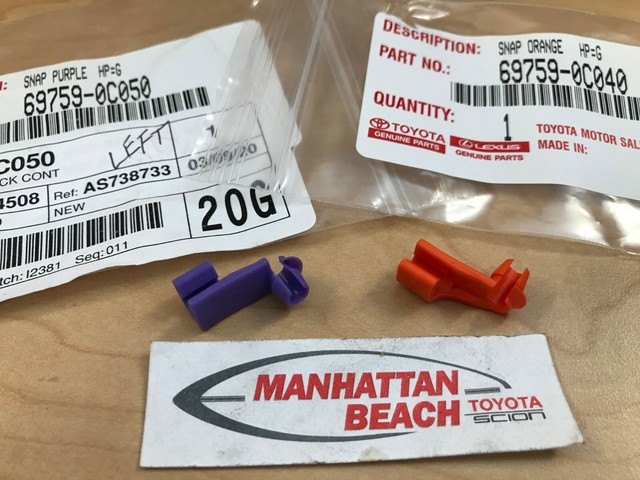 SNAP PURPLE HP=G
69759-0C050
LEFT
1
C050
CK CONT
03/09/20
4508
Ref: AS738733
NEW
20G
tch: I2381 Seq: 011
DESCRIPTION: SNAP ORANGE HP=G
PART NO.: 69759-0C040
QUANTITY: 1
TOYOTA
GENUINE PARTS
LEXUS
GENUINE PARTS
TOYOTA MOTOR SAL
MADE IN:
MANHATTAN
BEACH
TOYOTA
SCION